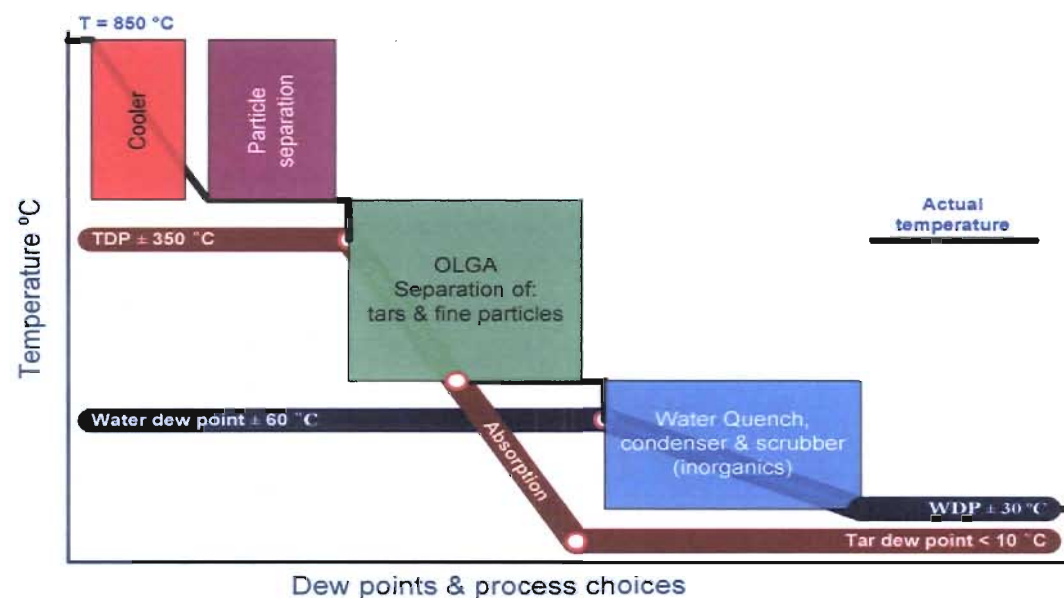 T = 850 °C
Cooler
Particle
separation
Actual
temperature
TDP ± 350 °C
OLGA
Separation of:
tars & fine particles
Temperature ºC
Water dew point ± 60 °C
Absorption
Water Quench,
condenser & scrubber
(inorganics)
WDP ± 30 °C
Tar dew point < 10 °C
Dew points & process choices